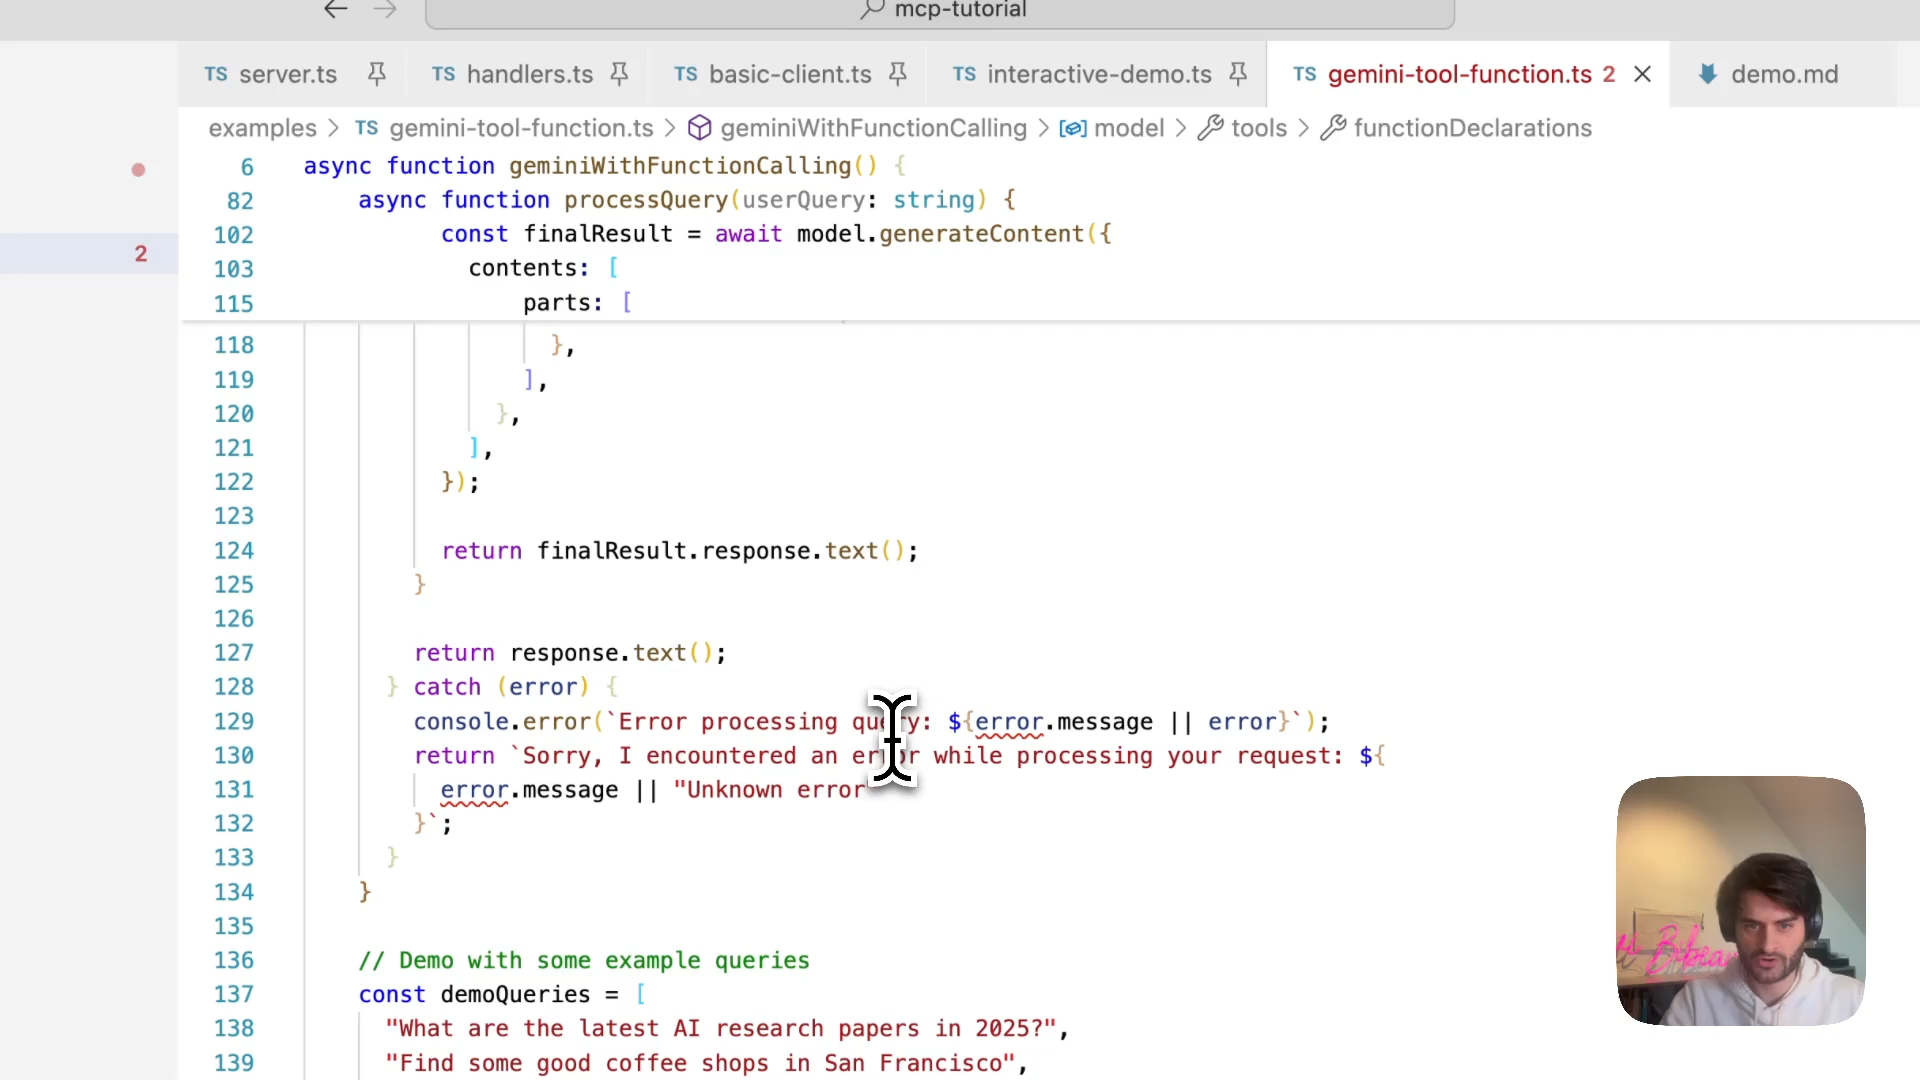 mcp-tutorial
TS server.ts TS handlers.ts TS basic-client.ts TS interactive-demo.ts TS gemini-tool-function.ts 2 demo.md
examples > TS gemini-tool-function.ts > geminiWithFunctionCalling > model > tools > functionDeclarations
6 async function geminiWithFunctionCalling() {
82 async function processQuery(userQuery: string) {
102 const finalResult = await model.generateContent({
103 contents: [
115 parts: [
118 },
2
119 ],
120 },
121 ],
122 });
123
124 return finalResult.response.text();
125 }
126
127 return response.text();
128 } catch (error) {
129 console.error(`Error processing query: ${error.message || error}`);
130 return `Sorry, I encountered an error while processing your request: ${
131 error.message || "Unknown error
132 }`;
133 }
134 }
135
136 // Demo with some example queries
137 const demoQueries = [
138 "What are the latest AI research papers in 2025?",
139 "Find some good coffee shops in San Francisco",